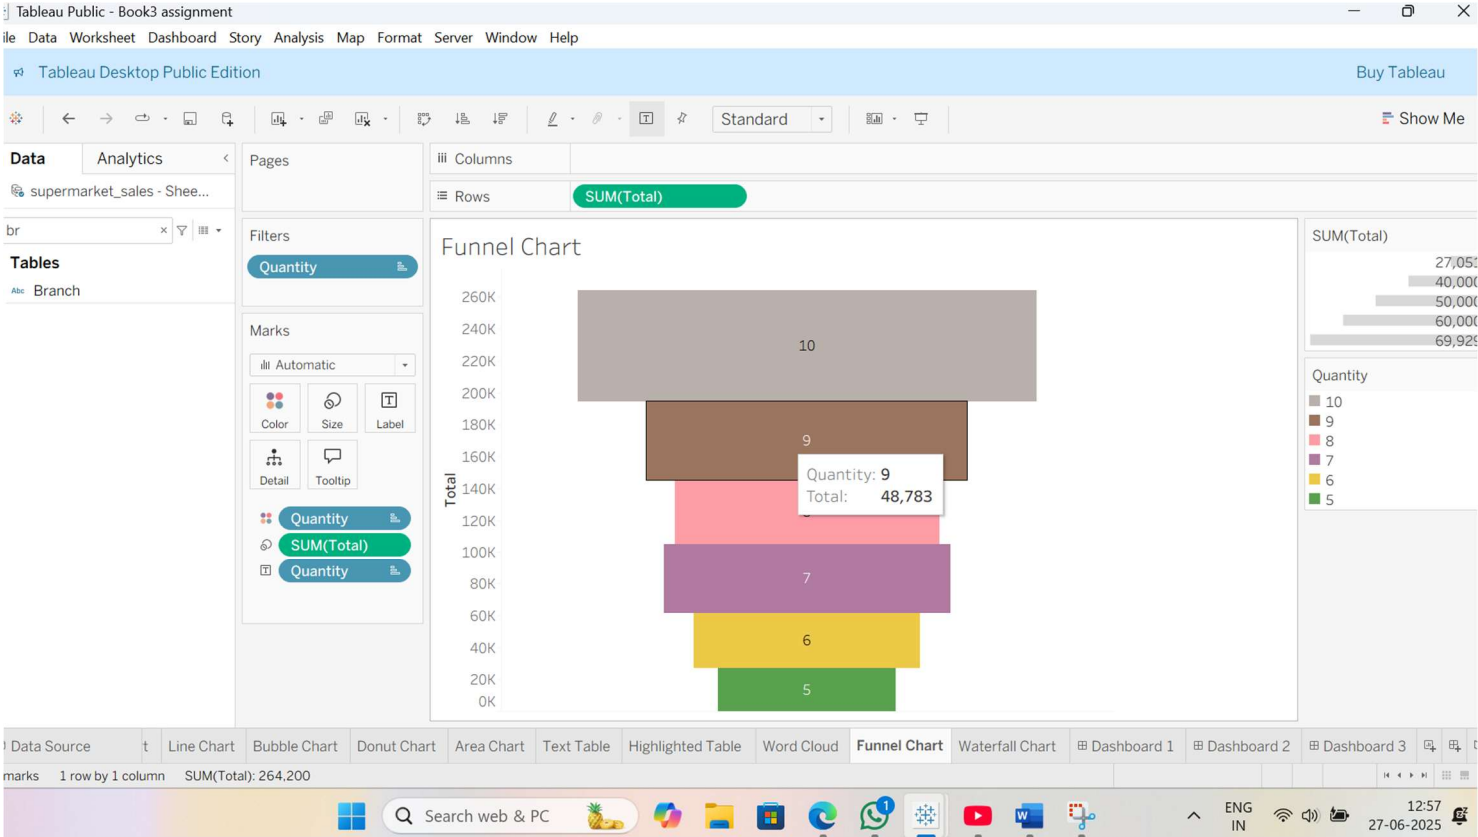 Tableau Public - Book3 assignment
ile Data Worksheet Dashboard Story Analysis Map Format Server Window Help
Tableau Desktop Public Edition
Buy Tableau
Standard
Show Me
Data Analytics
supermarket_sales - Shee...
br
Tables
Abc Branch
Pages
Filters
Quantity
Marks
Automatic
Color Size Label
Detail Tooltip
Quantity
SUM(Total)
Quantity
Columns
Rows SUM(Total)
Funnel Chart
Total
260K
240K
220K
200K
180K
160K
140K
120K
100K
80K
60K
40K
20K
0K
10
9
Quantity: 9
Total: 48,783
7
6
5
SUM(Total)
27,051
40,000
50,000
60,000
69,929
Quantity
10
9
8
7
6
5
Data Source t Line Chart Bubble Chart Donut Chart Area Chart Text Table Highlighted Table Word Cloud Funnel Chart Waterfall Chart Dashboard 1 Dashboard 2 Dashboard 3
marks 1 row by 1 column SUM(Total): 264,200
Search web & PC
1
ENG
IN
12:57
27-06-2025